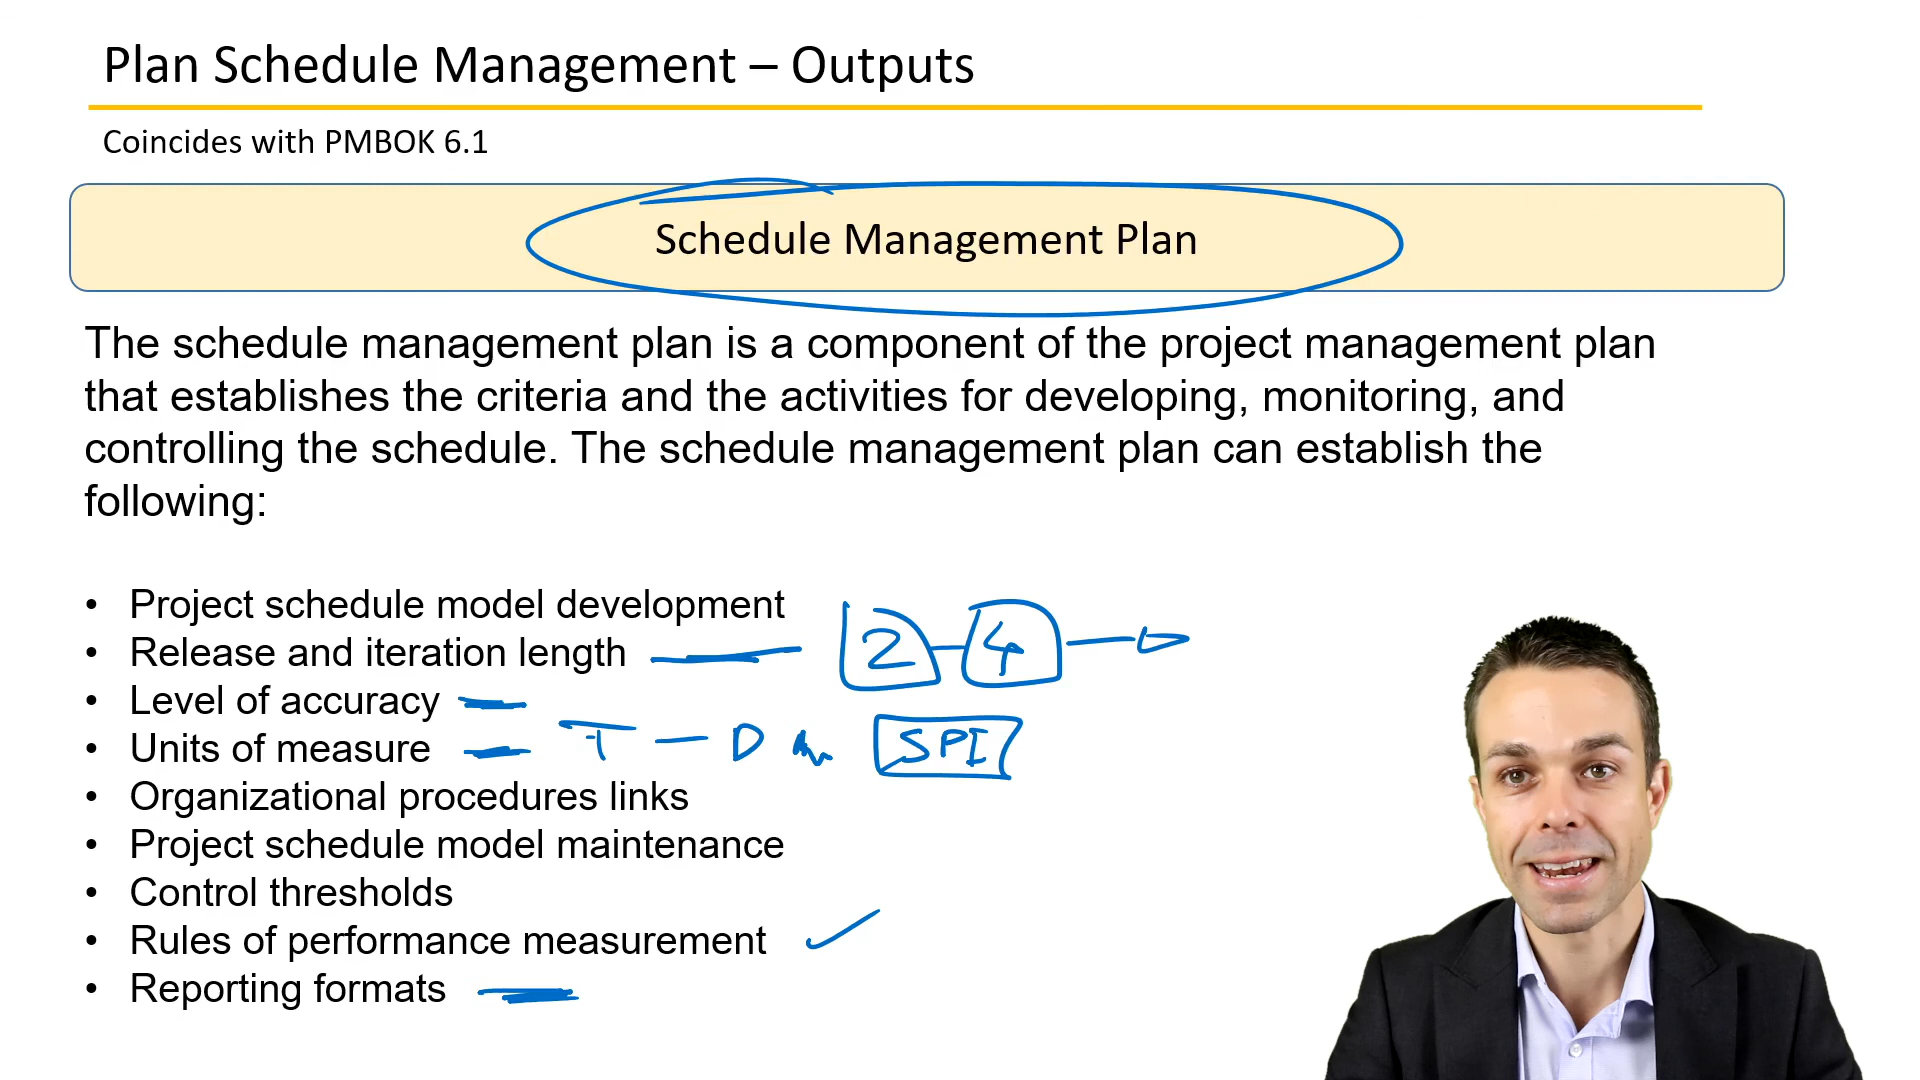 Plan Schedule Management – Outputs
Coincides with PMBOK 6.1
Schedule Management Plan
The schedule management plan is a component of the project management plan
that establishes the criteria and the activities for developing, monitoring, and
controlling the schedule. The schedule management plan can establish the
following:
• Project schedule model development
• Release and iteration length 2 4
• Level of accuracy
• Units of measure T — D SPI
• Organizational procedures links
• Project schedule model maintenance
• Control thresholds
• Rules of performance measurement
• Reporting formats